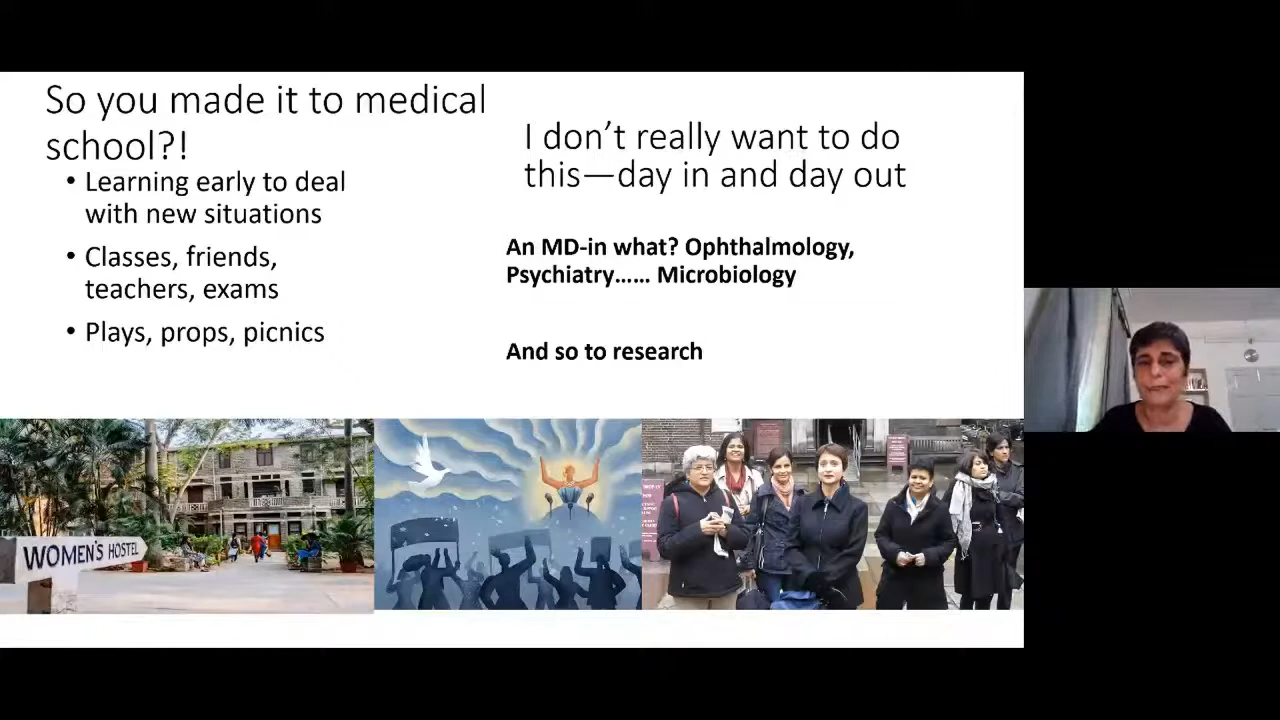 So you made it to medical
school?!
• Learning early to deal
with new situations
• Classes, friends,
teachers, exams
• Plays, props, picnics
I don’t really want to do
this—day in and day out
An MD-in what? Ophthalmology,
Psychiatry…… Microbiology
And so to research
WOMEN'S HOSTEL